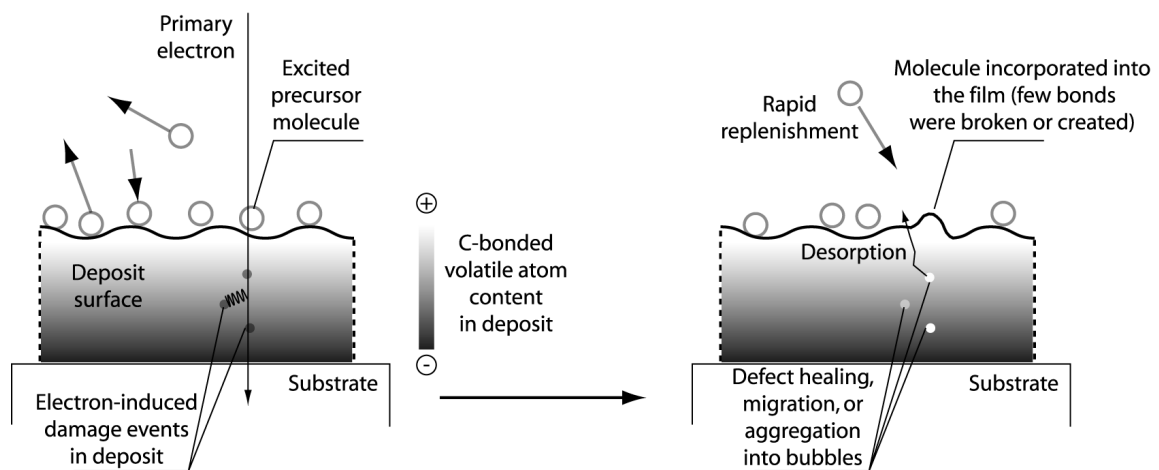 Primary
electron
Excited
precursor
molecule
Deposit
surface
Substrate
Electron-induced
damage events
in deposit
+
C-bonded
volatile atom
content
in deposit
-
Rapid
replenishment
Molecule incorporated into
the film (few bonds
were broken or created)
Desorption
Substrate
Defect healing,
migration, or
aggregation
into bubbles